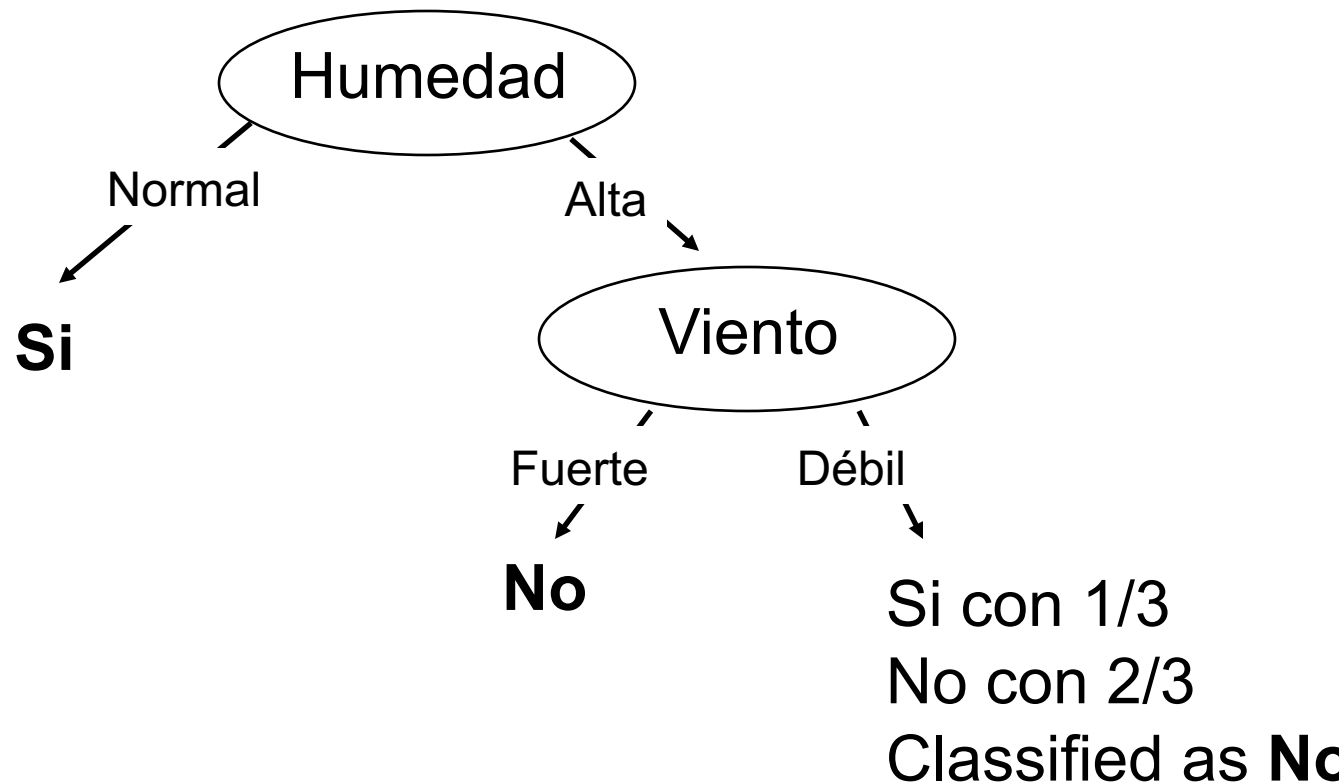 Humedad
Normal
Alta
Si
Viento
Fuerte
Débil
No
Si con 1/3
No con 2/3
Classified as No